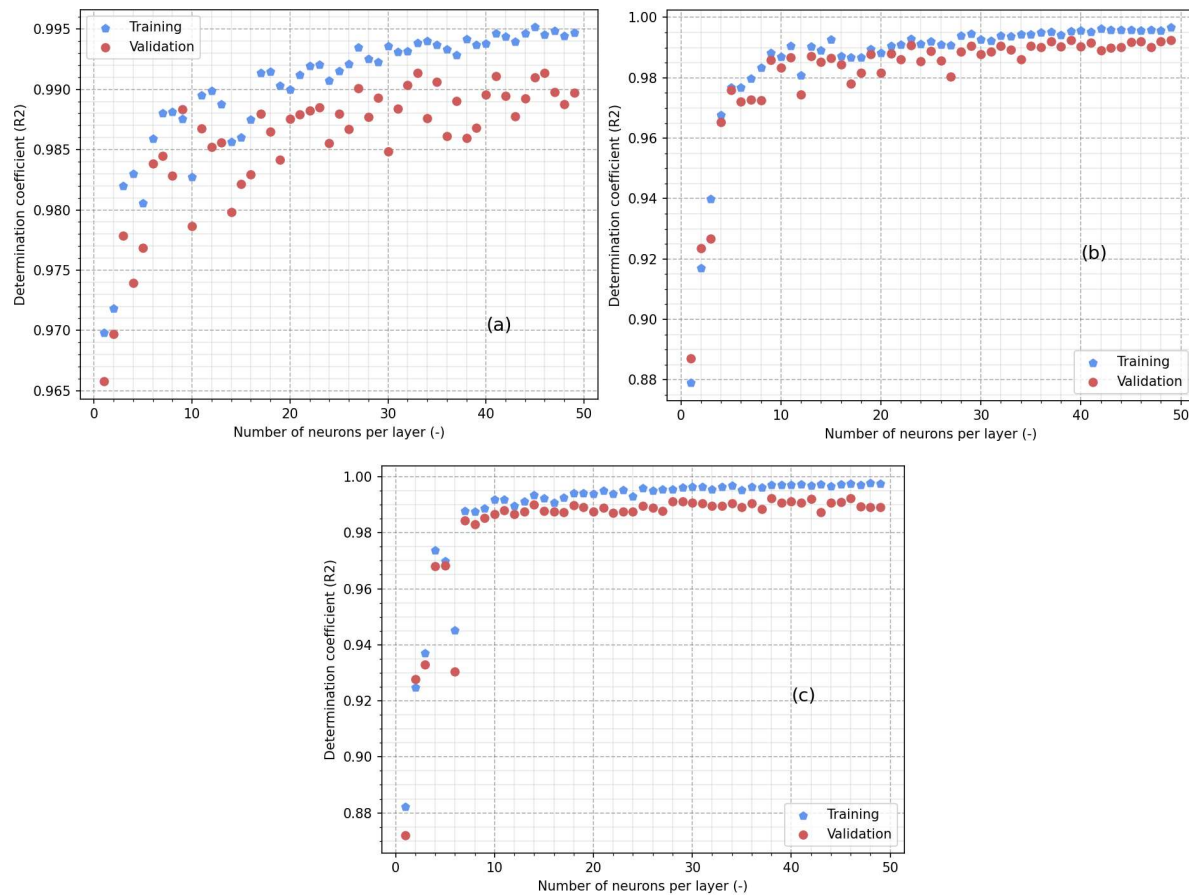 Training
Validation
0.995
0.990
0.985
0.980
0.975
0.970
0.965
Determination coefficient (R2)
(a)
0 10 20 30 40 50
Number of neurons per layer (-)
1.00
0.98
0.96
0.94
0.92
0.90
0.88
Determination coefficient (R2)
(b)
Training
Validation
0 10 20 30 40 50
Number of neurons per layer (-)
1.00
0.98
0.96
0.94
0.92
0.90
0.88
Determination coefficient (R2)
(c)
Training
Validation
0 10 20 30 40 50
Number of neurons per layer (-)